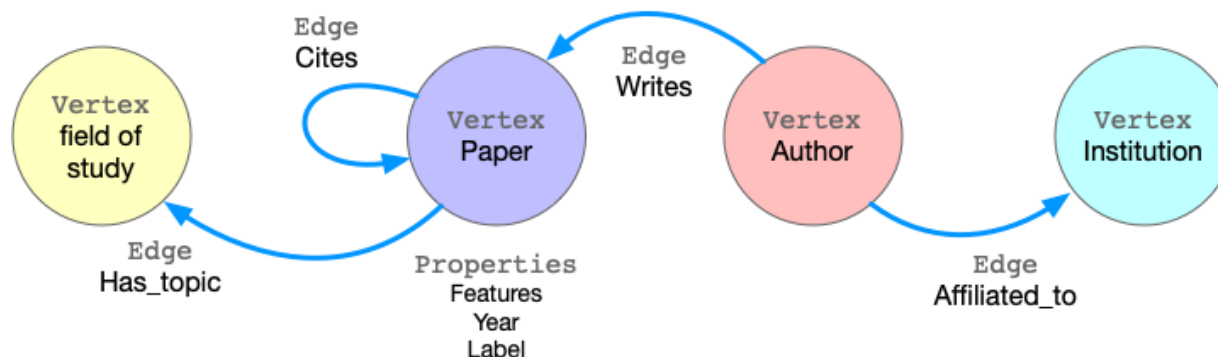 Edge
Cites
Edge
Writes
Vertex
field of
study
Vertex
Paper
Vertex
Author
Vertex
Institution
Edge
Has_topic
Properties
Features
Year
Label
Edge
Affiliated_to